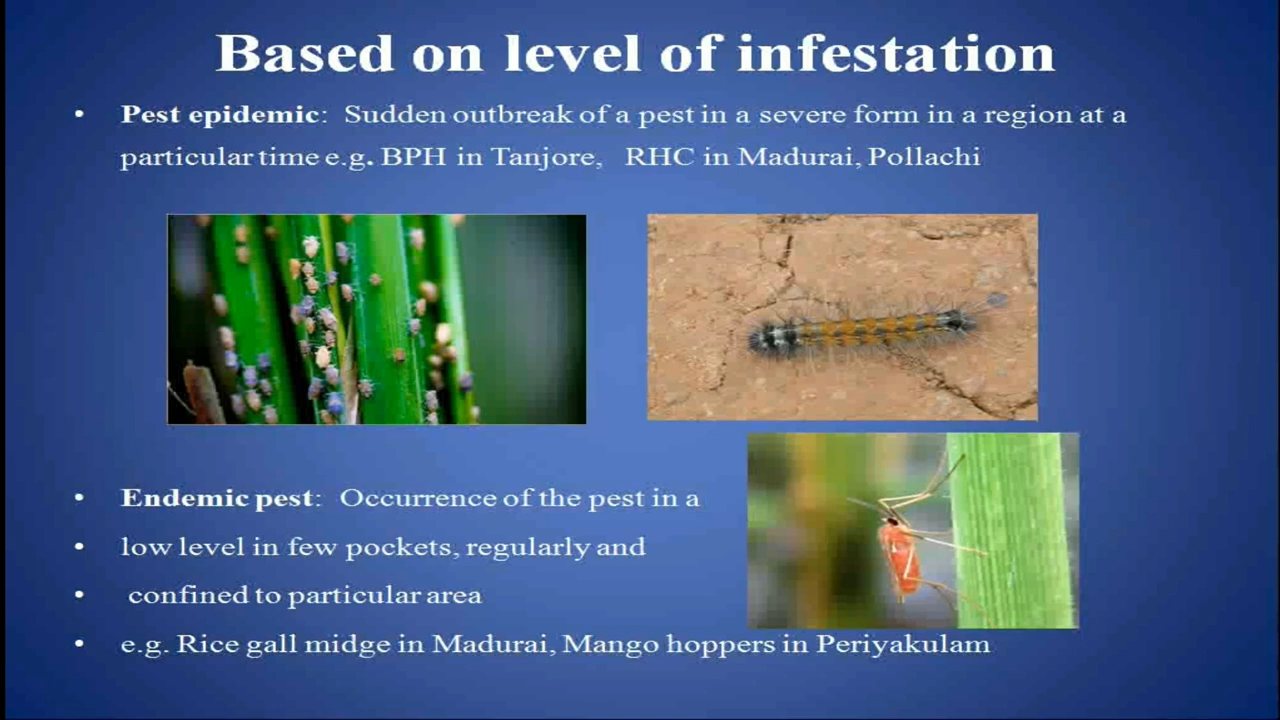 Based on level of infestation
• Pest epidemic: Sudden outbreak of a pest in a severe form in a region at a
particular time e.g. BPH in Tanjore, RHC in Madurai, Pollachi
• Endemic pest: Occurrence of the pest in a
• low level in few pockets, regularly and
• confined to particular area
• e.g. Rice gall midge in Madurai, Mango hoppers in Periyakulam